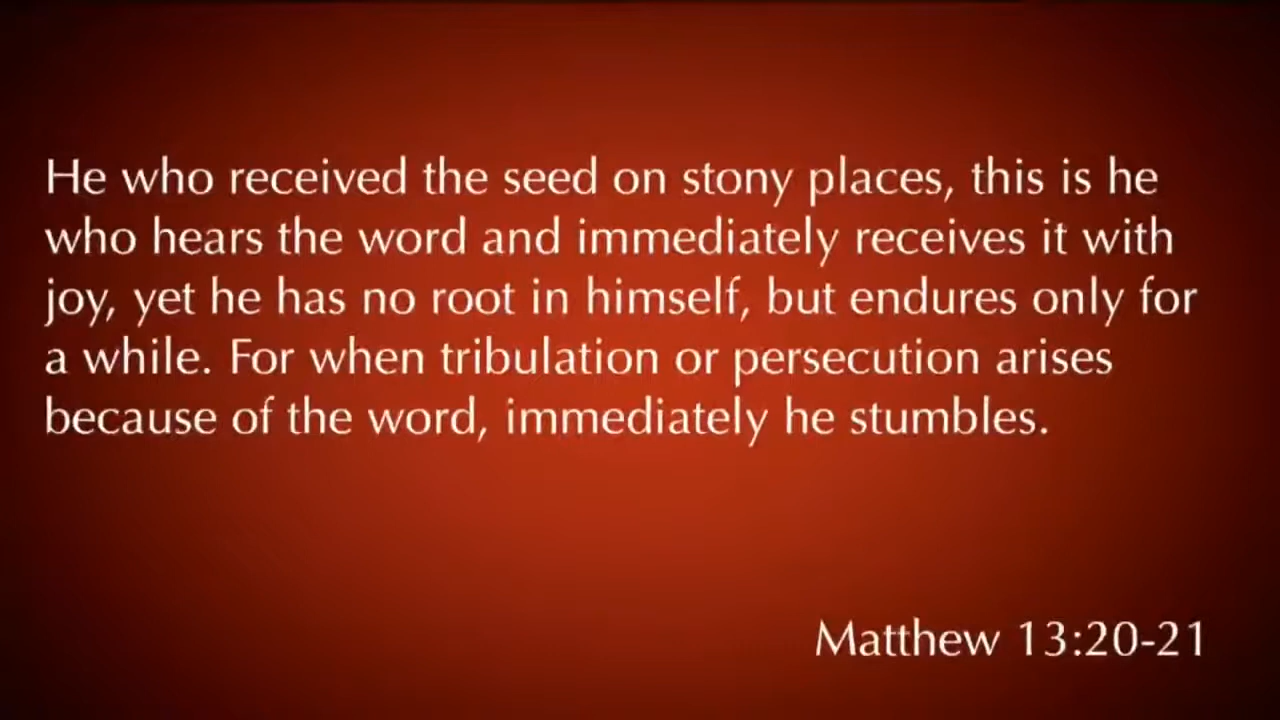 He who received the seed on stony places, this is he
who hears the word and immediately receives it with
joy, yet he has no root in himself, but endures only for
a while. For when tribulation or persecution arises
because of the word, immediately he stumbles.
Matthew 13:20-21